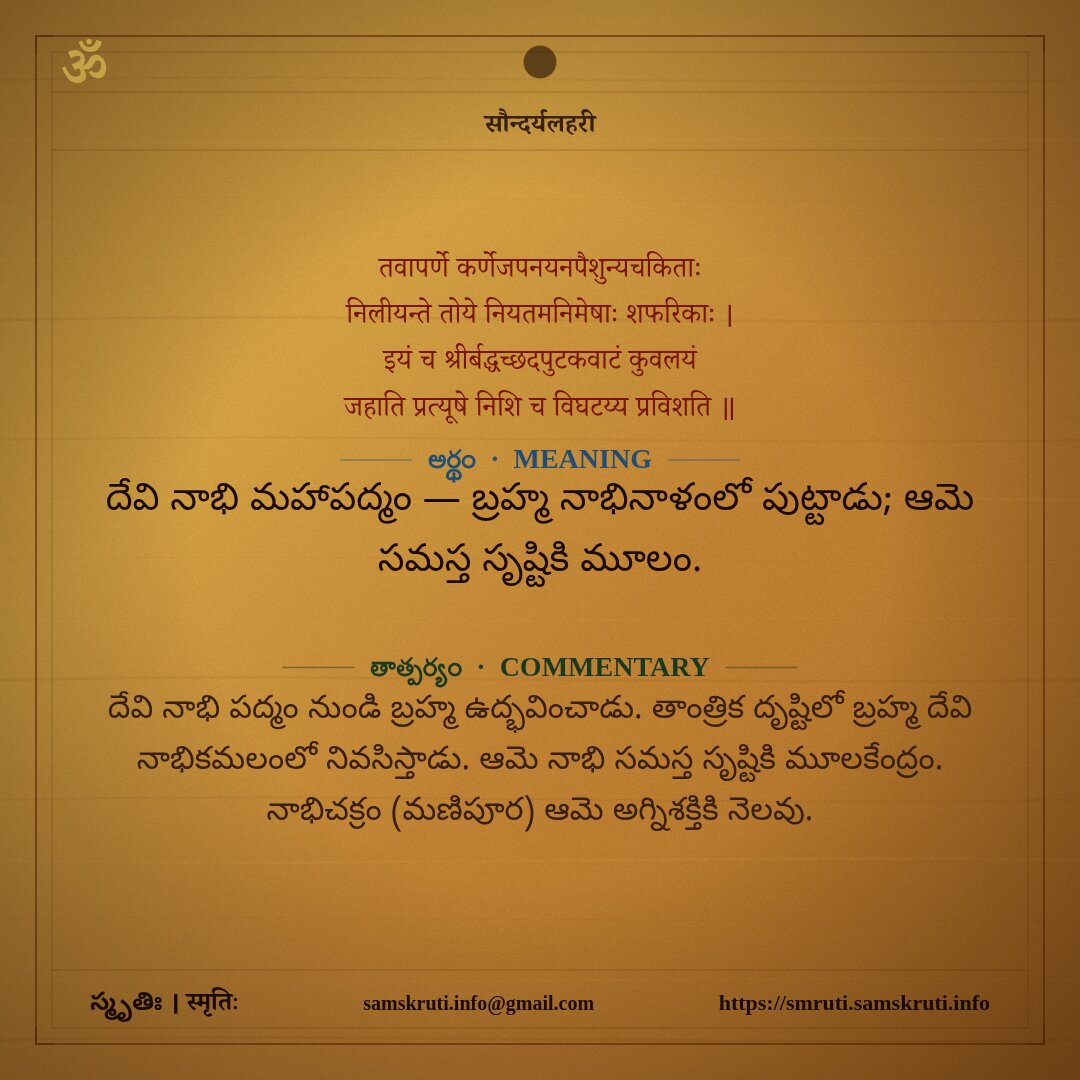 ॐ
सौन्दर्यलहरी
तवापर्णे कर्णेजपनयनपैशुन्यचकिताः
निलीयन्ते तोये नियतमनिमेषाः शफरिकाः |
इयं च श्रीर्बद्धच्छदपुटकवाटं कुवलयं
जहाति प्रत्यूषे निशि च विघटय्य प्रविशति ||
అర్థం · MEANING
దేవి నాభి మహాపద్మం — బ్రహ్మ నాభినాళంలో పుట్టాడు; ఆమె
సమస్త సృష్టికి మూలం.
తాత్పర్యం · COMMENTARY
దేవి నాభి పద్మం నుండి బ్రహ్మ ఉద్భవించాడు. తాంత్రిక దృష్టిలో బ్రహ్మ దేవి
నాభికమలంలో నివసిస్తాడు. ఆమె నాభి సమస్త సృష్టికి మూలకేంద్రం.
నాభిచక్రం (మణిపూర) ఆమె అగ్నిశక్తికి నెలవు.
స్మృతిః | स्मृतिः samskruti.info@gmail.com https://smruti.samskruti.info